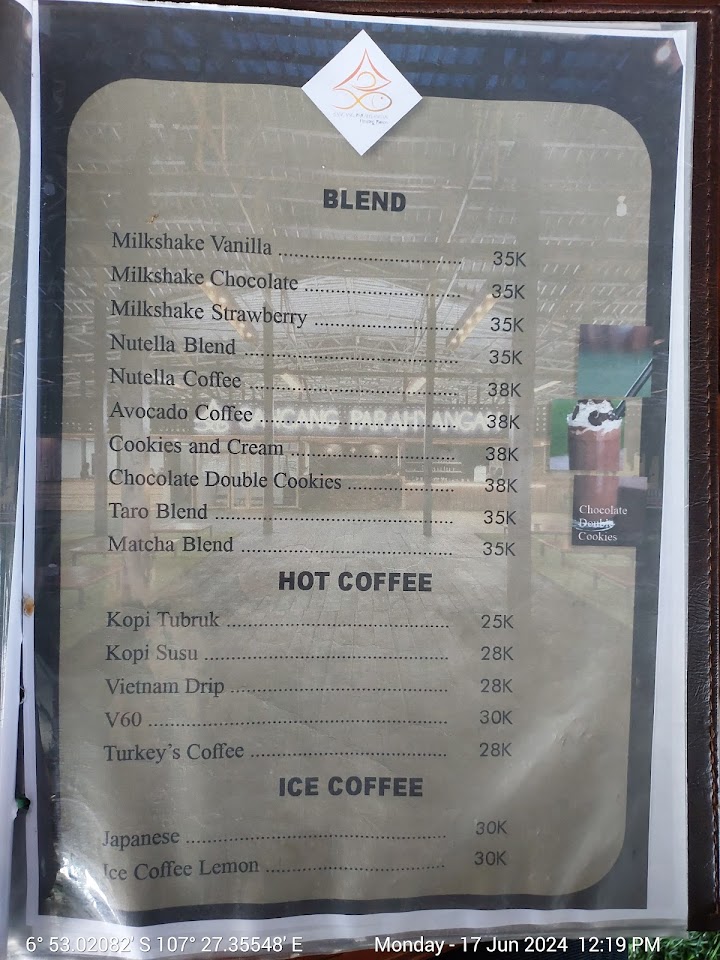 BLEND
Milkshake Vanilla ........................................ 35K
Milkshake Chocolate ........................................ 35K
Milkshake Strawberry ........................................ 35K
Nutella Blend ........................................ 35K
Nutella Coffee ........................................ 38K
Avocado Coffee ........................................ 38K
Cookies and Cream ........................................ 38K
Chocolate Double Cookies ........................................ 38K
Taro Blend ........................................ 35K
Matcha Blend ........................................ 35K
Chocolate
Double
Cookies
HOT COFFEE
Kopi Tubruk ........................................ 25K
Kopi Susu ........................................ 28K
Vietnam Drip ........................................ 28K
V60 ........................................ 30K
Turkey's Coffee ........................................ 28K
ICE COFFEE
Japanese ........................................ 30K
Ice Coffee Lemon ........................................ 30K
6° 53.02082' S 107° 27.35548' E Monday - 17 Jun 2024 12:19 PM